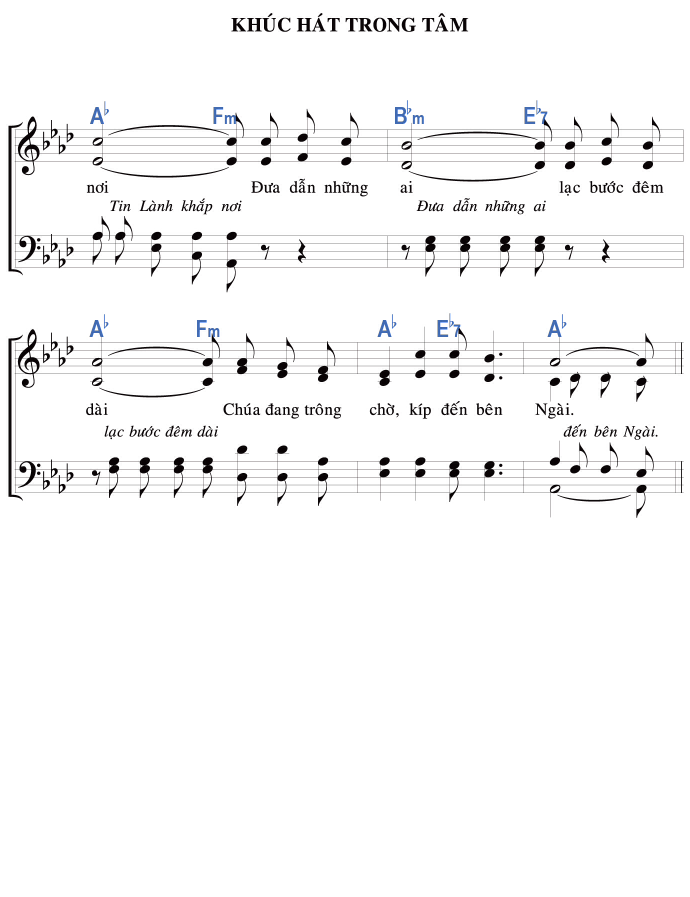 KHÚC HÁT TRONG TÂM
A♭ Fm B♭m E♭7
nơi Đưa dẫn những ai lạc bước đêm
Tin Lành khắp nơi Đưa dẫn những ai
A♭ Fm A♭ E♭7 A♭
dài Chúa đang trông chờ, kíp đến bên Ngài.
lạc bước đêm dài đến bên Ngài.